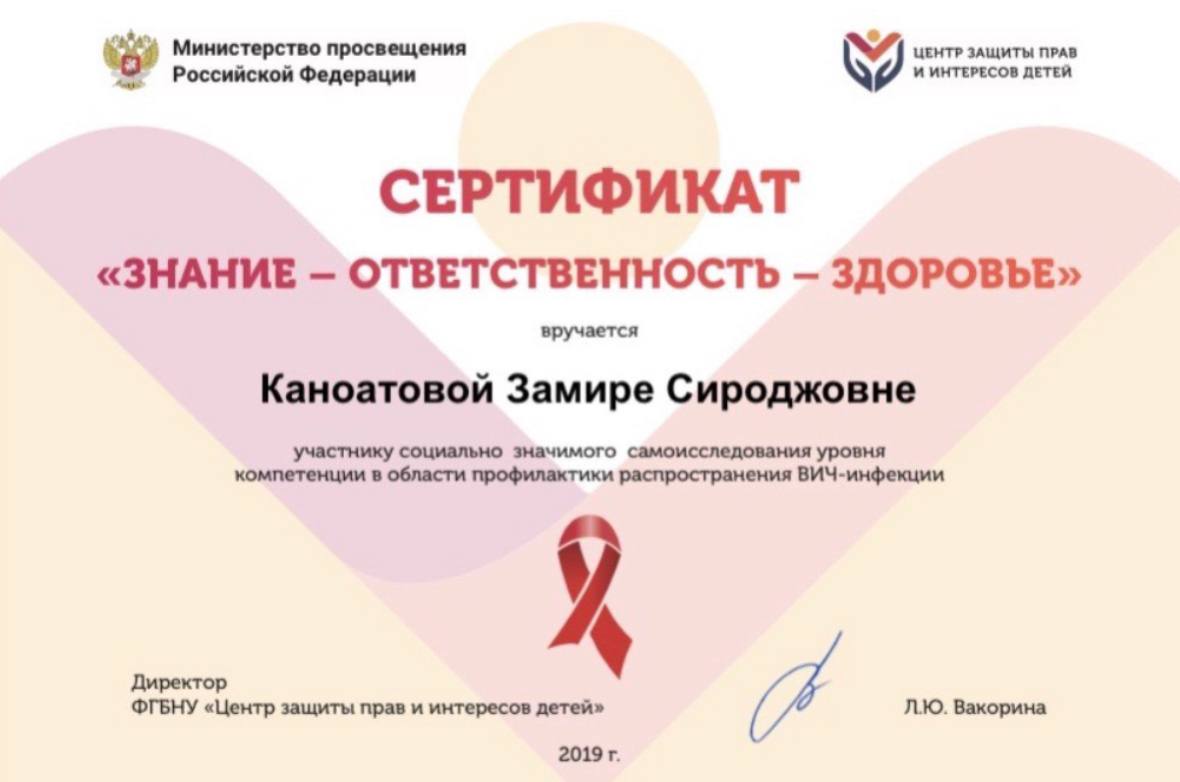 Министерство просвещения
Российской Федерации
ЦЕНТР ЗАЩИТЫ ПРАВ
И ИНТЕРЕСОВ ДЕТЕЙ
СЕРТИФИКАТ
«ЗНАНИЕ – ОТВЕТСТВЕННОСТЬ – ЗДОРОВЬЕ»
вручается
Каноатовой Замире Сироджовне
участнику социально значимого самоисследования уровня
компетенции в области профилактики распространения ВИЧ-инфекции
Директор
ФГБНУ «Центр защиты прав и интересов детей»
Л.Ю. Вакорина
2019 г.